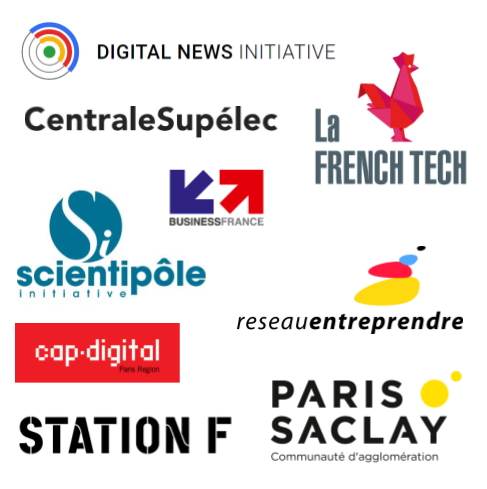 DIGITAL NEWS INITIATIVE
CentraleSupélec
La
FRENCH TECH
BUSINESSFRANCE
Si
scientipôle
initiative
reseauentreprendre
cap·digital
Paris Region
PARIS
SACLAY
Communauté d'agglomération
STATION F